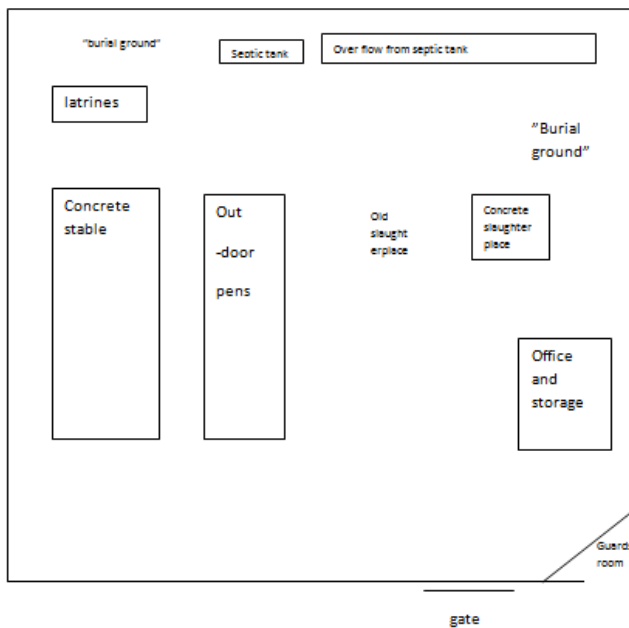 "burial ground"
Septic tank
Over flow from septic tank
latrines
"Burial
ground"
Concrete
stable
Out
-door
pens
Old
slaught
erplace
Concrete
slaughter
place
Office
and
storage
Guard
room
gate